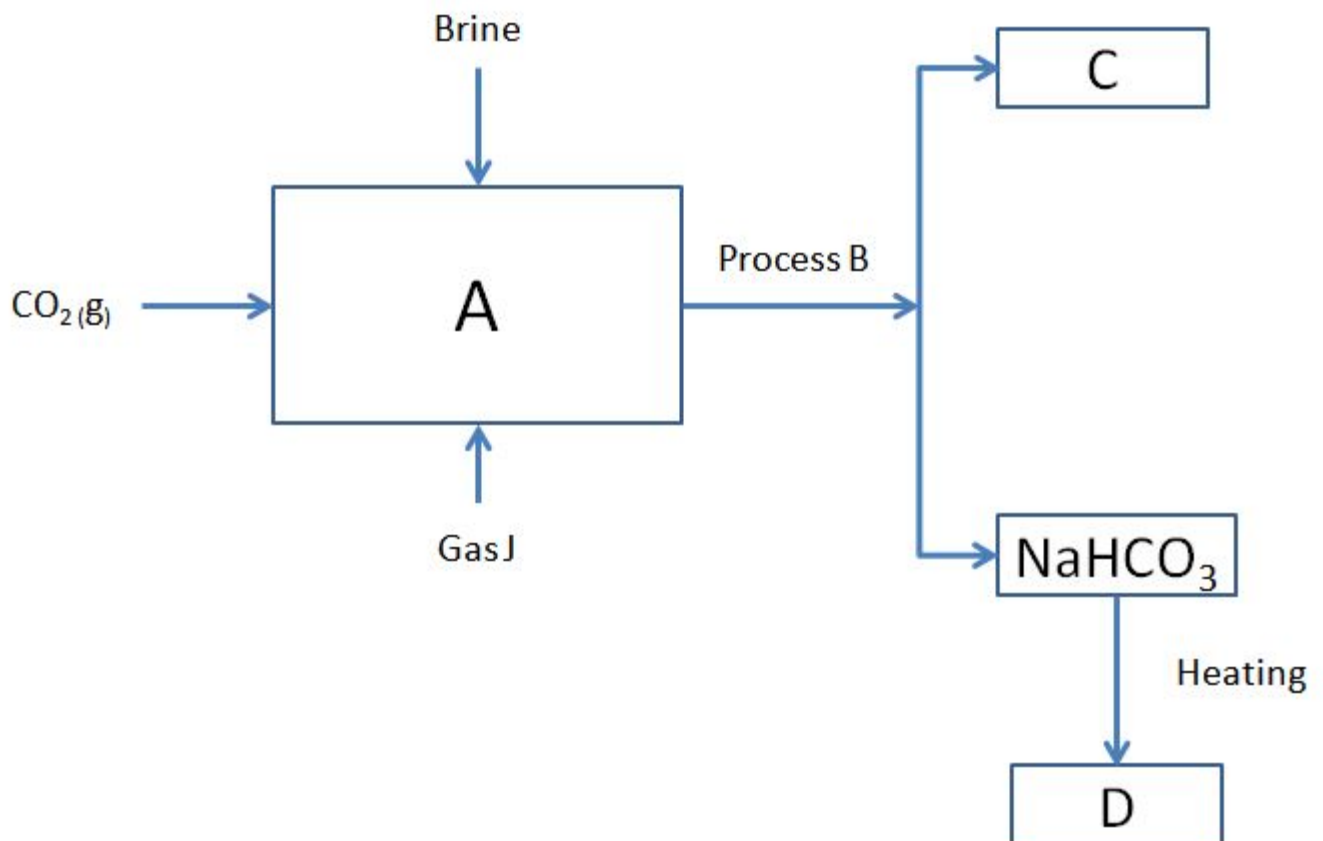 Brine
C
CO₂ (g)
A
Process B
Gas J
NaHCO₃
Heating
D